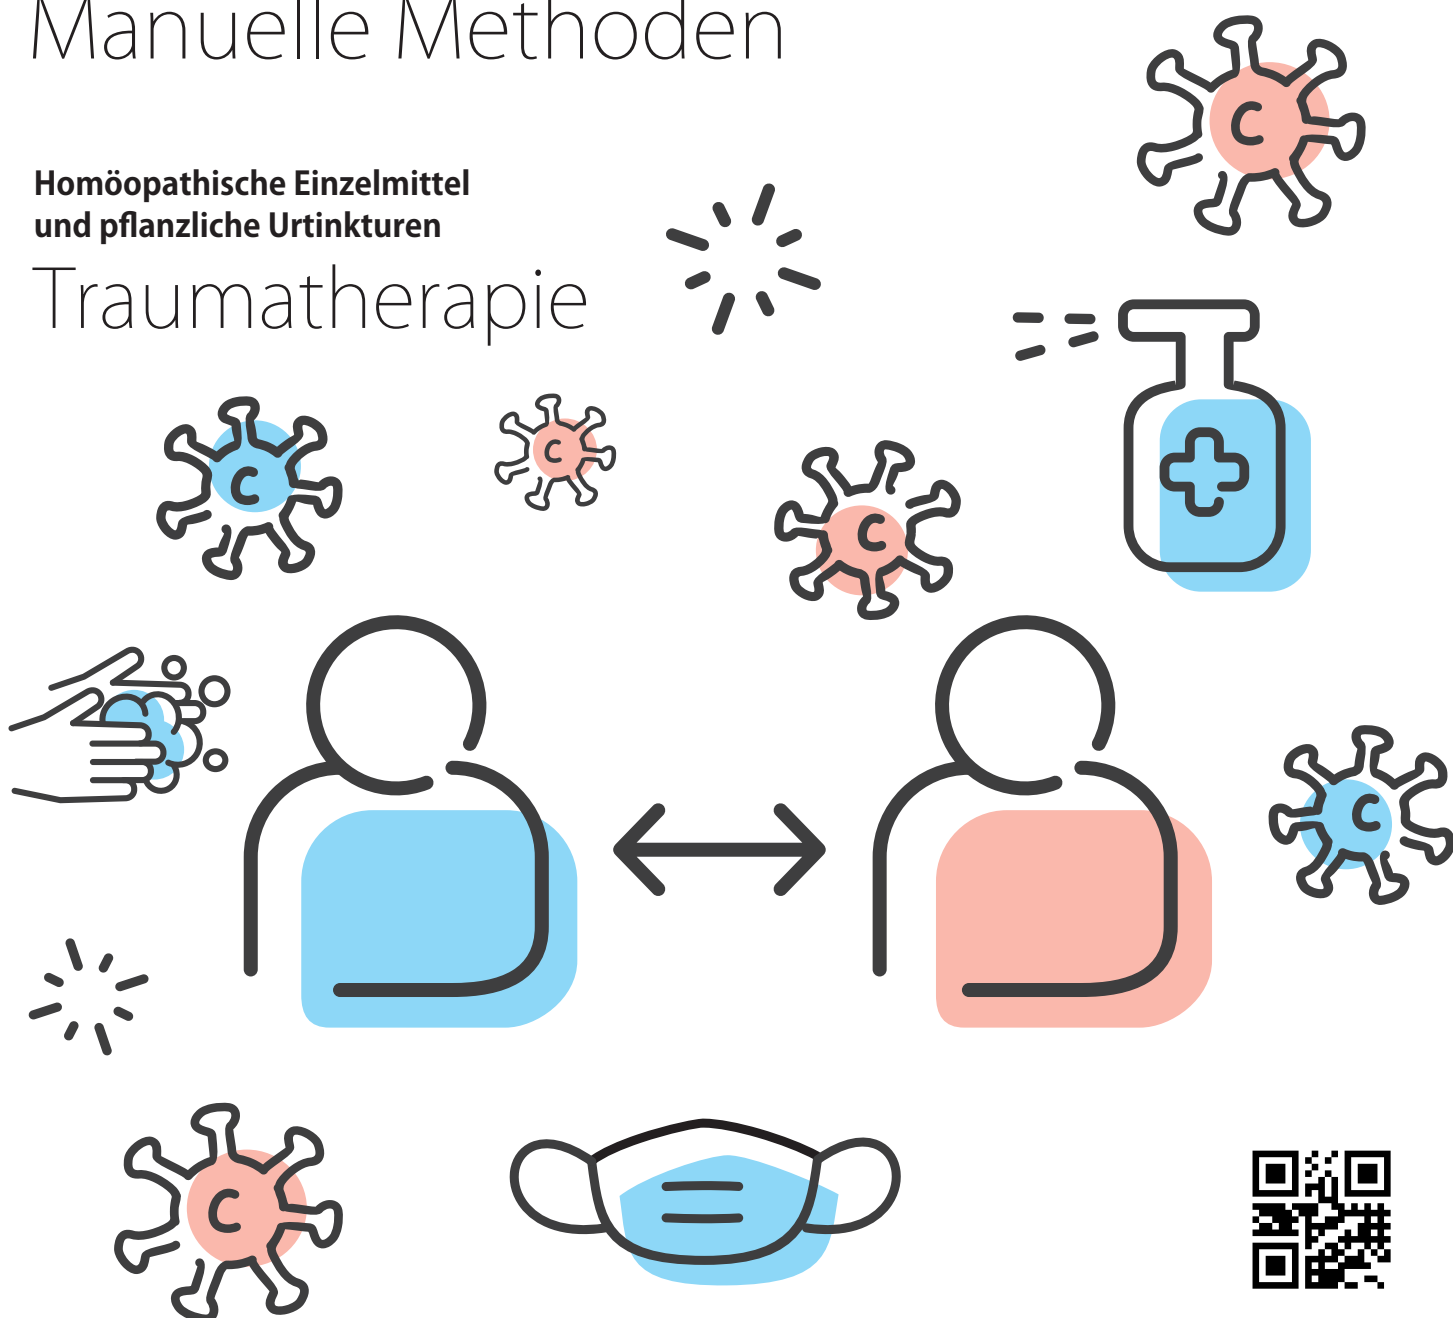 Manuelle Methoden
Homöopathische Einzelmittel
und pflanzliche Urtinkturen
Traumatherapie
C
C
C
C
C
C